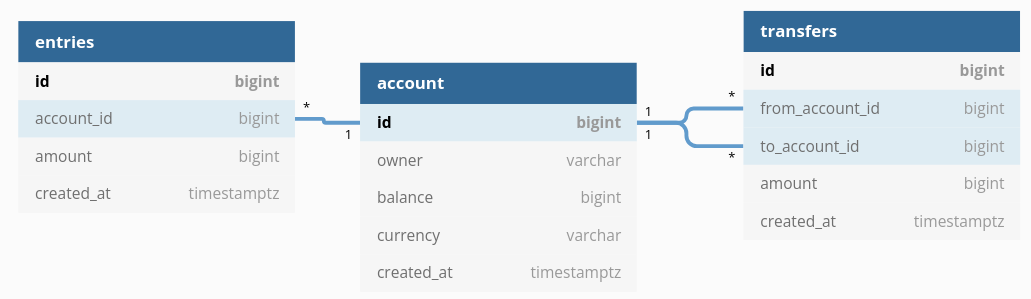 entries
id bigint
account_id bigint
amount bigint
created_at timestamptz
*
1
account
id bigint
owner varchar
balance bigint
currency varchar
created_at timestamptz
1
1
*
*
transfers
id bigint
from_account_id bigint
to_account_id bigint
amount bigint
created_at timestamptz